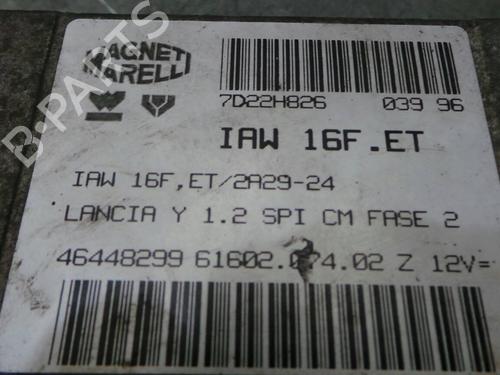 MAGNETI
MARELLI
7D22H826 039 96
IAW 16F.ET
IAW 16F,ET/2A29-24
LANCIA Y 1.2 SPI CM FASE 2
46448299 61602.074.02 Z 12V=
B-PARTS